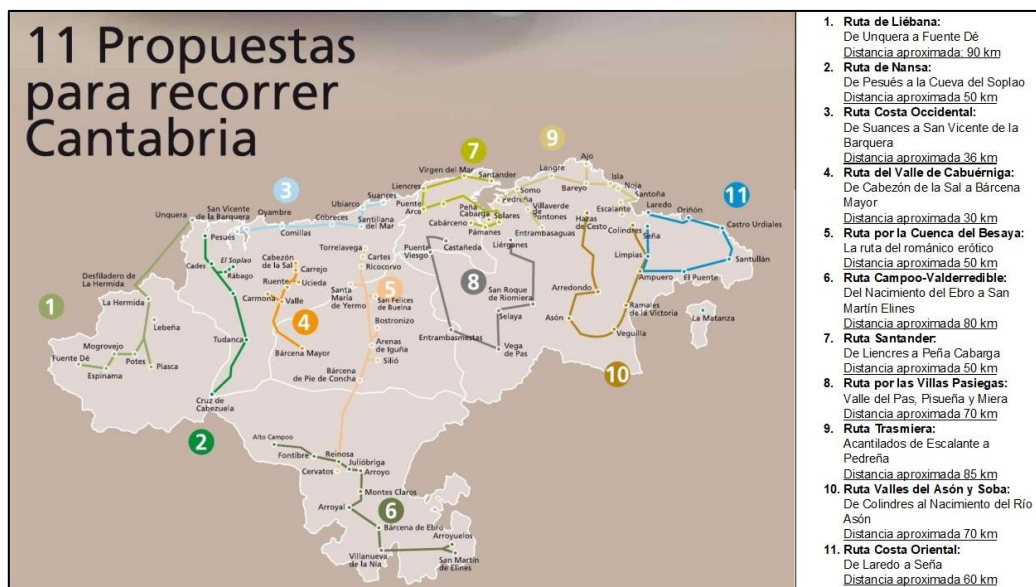 11 Propuestas
para recorrer
Cantabria
1
2
3
4
5
6
7
8
9
10
11
Unquera
San Vicente
de la Barquera
Pesués
Oyambre
Comillas
Cóbreces
Ubiarco
Suances
Santillana
del Mar
Desfiladero de
La Hermida
La Hermida
Lebeña
Mogrovejo
Fuente Dé
Espinama
Potes
Piasca
Cades
El Soplao
Rábago
Tudanca
Cruz de
Cabezuela
Cabezón
de la Sal
Carrejo
Ruente
Ucieda
Carmona
Valle
Bárcena Mayor
Torrelavega
Cartes
Ricocorvo
Santa
María
de Yermo
San Felices
de Buelna
Bostronizo
Arenas
de Iguña
Silió
Bárcena
de Pie de Concha
Alto Campoo
Fontibre
Reinosa
Cervatos
Julióbriga
Arroyo
Montes Claros
Arroyal
Bárcena de Ebro
Arroyuelos
Villanueva
de la Nía
San Martín
de Elines
Virgen del Mar
Santander
Liencres
Puente
Arce
Peña
Cabarga
Cabárceno
Solares
Pámanes
Puente
Viesgo
Castañeda
Liérganes
San Roque
de Riomiera
Selaya
Entrambasmestas
Vega
de Pas
Ajo
Langre
Bareyo
Isla
Noja
Santoña
Somo
Pedreña
Villaverde
de
Pontones
Entrambasaguas
Escalante
Hazas
de Cesto
Colindres
Laredo
Oriñón
Castro Urdiales
Seña
Limpias
Santullán
Ampuero
El Puente
Arredondo
Asón
Ramales
de la Victoria
Veguilla
La Matanza
1. Ruta de Liébana:
De Unquera a Fuente Dé
Distancia aproximada: 90 km
2. Ruta de Nansa:
De Pesués a la Cueva del Soplao
Distancia aproximada 50 km
3. Ruta Costa Occidental:
De Suances a San Vicente de la
Barquera
Distancia aproximada 36 km
4. Ruta del Valle de Cabuérniga:
De Cabezón de la Sal a Bárcena
Mayor
Distancia aproximada 30 km
5. Ruta por la Cuenca del Besaya:
La ruta del románico erótico
Distancia aproximada 50 km
6. Ruta Campoo-Valderredible:
Del Nacimiento del Ebro a San
Martín Elines
Distancia aproximada 80 km
7. Ruta Santander:
De Liencres a Peña Cabarga
Distancia aproximada 50 km
8. Ruta por las Villas Pasiegas:
Valle del Pas, Pisueña y Miera
Distancia aproximada 70 km
9. Ruta Trasmiera:
Acantilados de Escalante a
Pedreña
Distancia aproximada 85 km
10. Ruta Valles del Asón y Soba:
De Colindres al Nacimiento del Río
Asón
Distancia aproximada 70 km
11. Ruta Costa Oriental:
De Laredo a Seña
Distancia aproximada 60 km